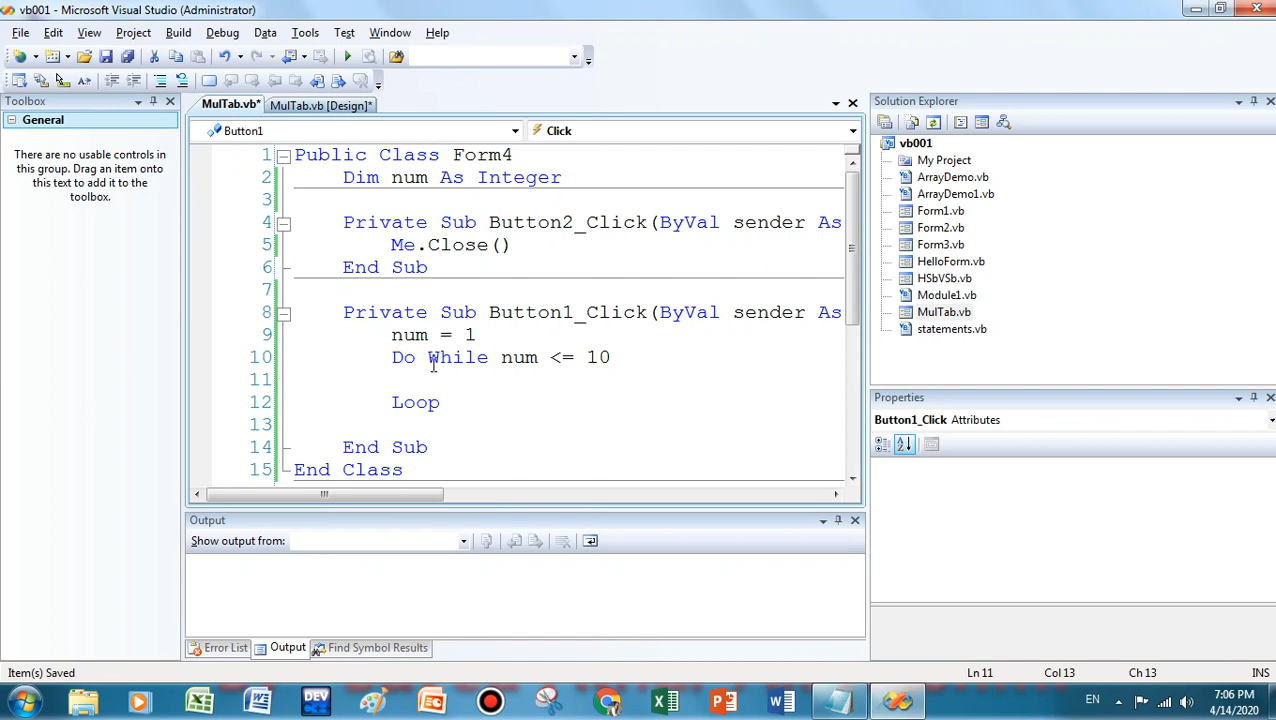 vb001 - Microsoft Visual Studio (Administrator)
File Edit View Project Build Debug Data Tools Test Window Help
Toolbox
General
There are no usable controls in
this group. Drag an item onto
this text to add it to the
toolbox.
MulTab.vb* MulTab.vb [Design]*
Button1 Click
1 Public Class Form4
2 Dim num As Integer
3
4 Private Sub Button2_Click(ByVal sender As
5 Me.Close()
6 End Sub
7
8 Private Sub Button1_Click(ByVal sender As
9 num = 1
10 Do While num <= 10
11
12 Loop
13
14 End Sub
15 End Class
Output
Show output from:
Error List Output Find Symbol Results
Solution Explorer
vb001
My Project
ArrayDemo.vb
ArrayDemo1.vb
Form1.vb
Form2.vb
Form3.vb
HelloForm.vb
HSbVSb.vb
Module1.vb
MulTab.vb
statements.vb
Properties
Button1_Click Attributes
Item(s) Saved Ln 11 Col 13 Ch 13 INS
DEV
EN
7:06 PM
4/14/2020